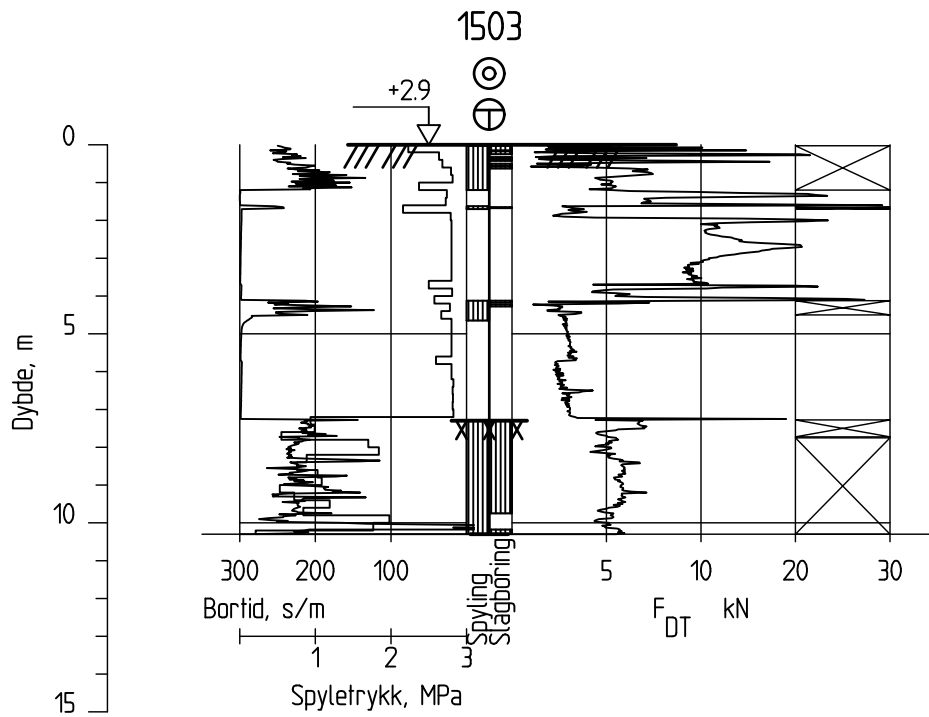 1503
+2.9
0
5
10
15
Dybde, m
300 200 100
5 10 20 30
Bortid, s/m
Spyling
Slagboring
F_DT kN
1 2 3
Spyletrykk, MPa